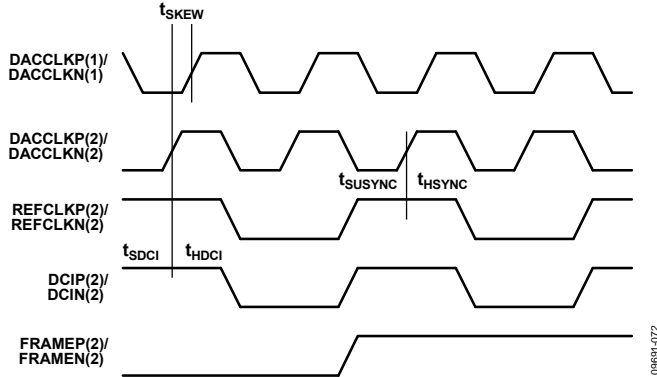 tSKEW
DACCLKP(1)/
DACCLKN(1)
DACCLKP(2)/
DACCLKN(2)
tSUSYNC
tHSYNC
REFCLKP(2)/
REFCLKN(2)
tSDCI
tHDCI
DCIP(2)/
DCIN(2)
FRAMEP(2)/
FRAMEN(2)
09691-072